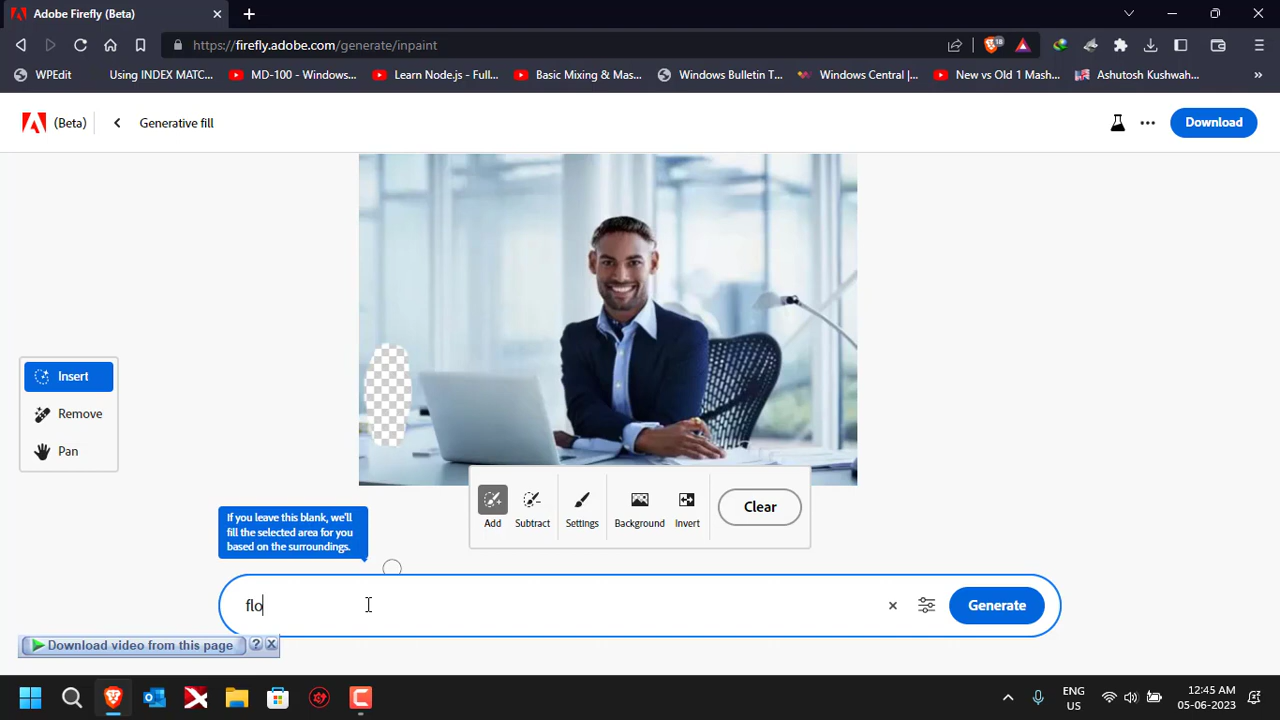 Adobe Firefly (Beta)
https://firefly.adobe.com/generate/inpaint
18
WPEdit
Using INDEX MATC...
MD-100 - Windows...
Learn Node.js - Full...
Basic Mixing & Mas...
Windows Bulletin T...
Windows Central |...
New vs Old 1 Mash...
Ashutosh Kushwah...
»
(Beta)
Generative fill
Download
Insert
Remove
Pan
Add
Subtract
Settings
Background
Invert
Clear
If you leave this blank, we'll
fill the selected area for you
based on the surroundings.
flo
Generate
Download video from this page
?
ENG
US
12:45 AM
05-06-2023